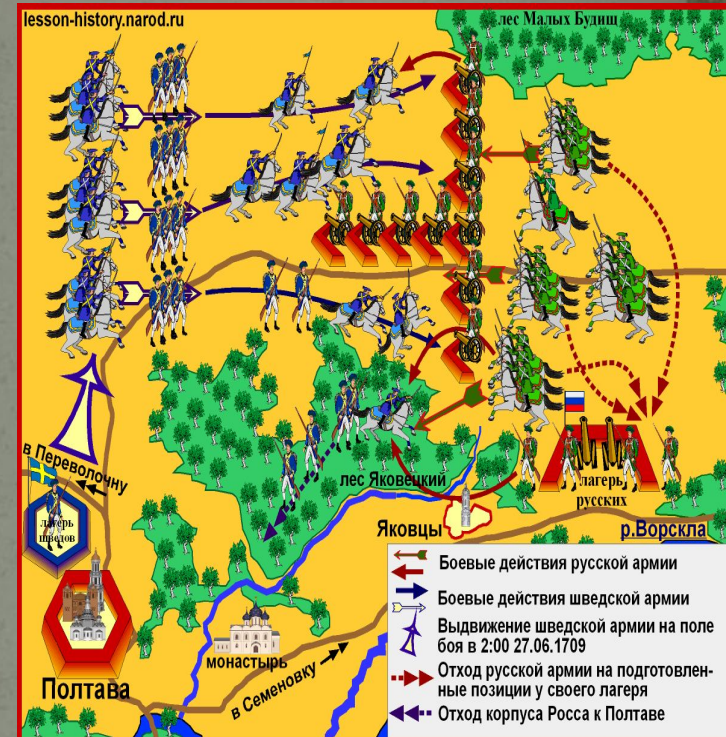 lesson-history.narod.ru
лес Малых Будищ
в Переволочну
лагерь
шведов
лес Яковецкий
лагерь
русских
Яковцы
р.Ворскла
монастырь
в Семеновку
Полтава
Боевые действия русской армии
Боевые действия шведской армии
Выдвижение шведской армии на поле
боя в 2:00 27.06.1709
Отход русской армии на подготовлен-
ные позиции у своего лагеря
Отход корпуса Росса к Полтаве